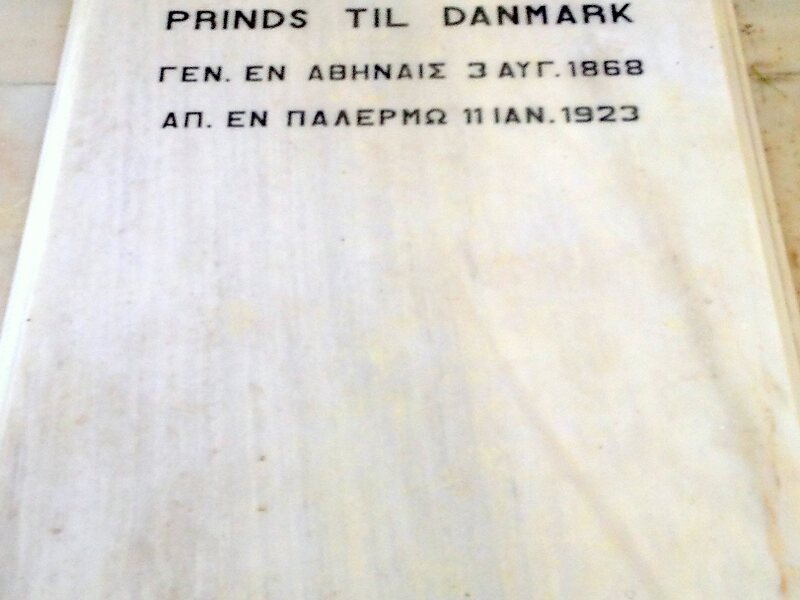 PRINDS TIL DANMARK
ΓΕΝ. ΕΝ ΑΘΗΝΑΙΣ 3 ΑΥΓ. 1868
ΑΠ. ΕΝ ΠΑΛΕΡΜΩ 11 ΙΑΝ. 1923